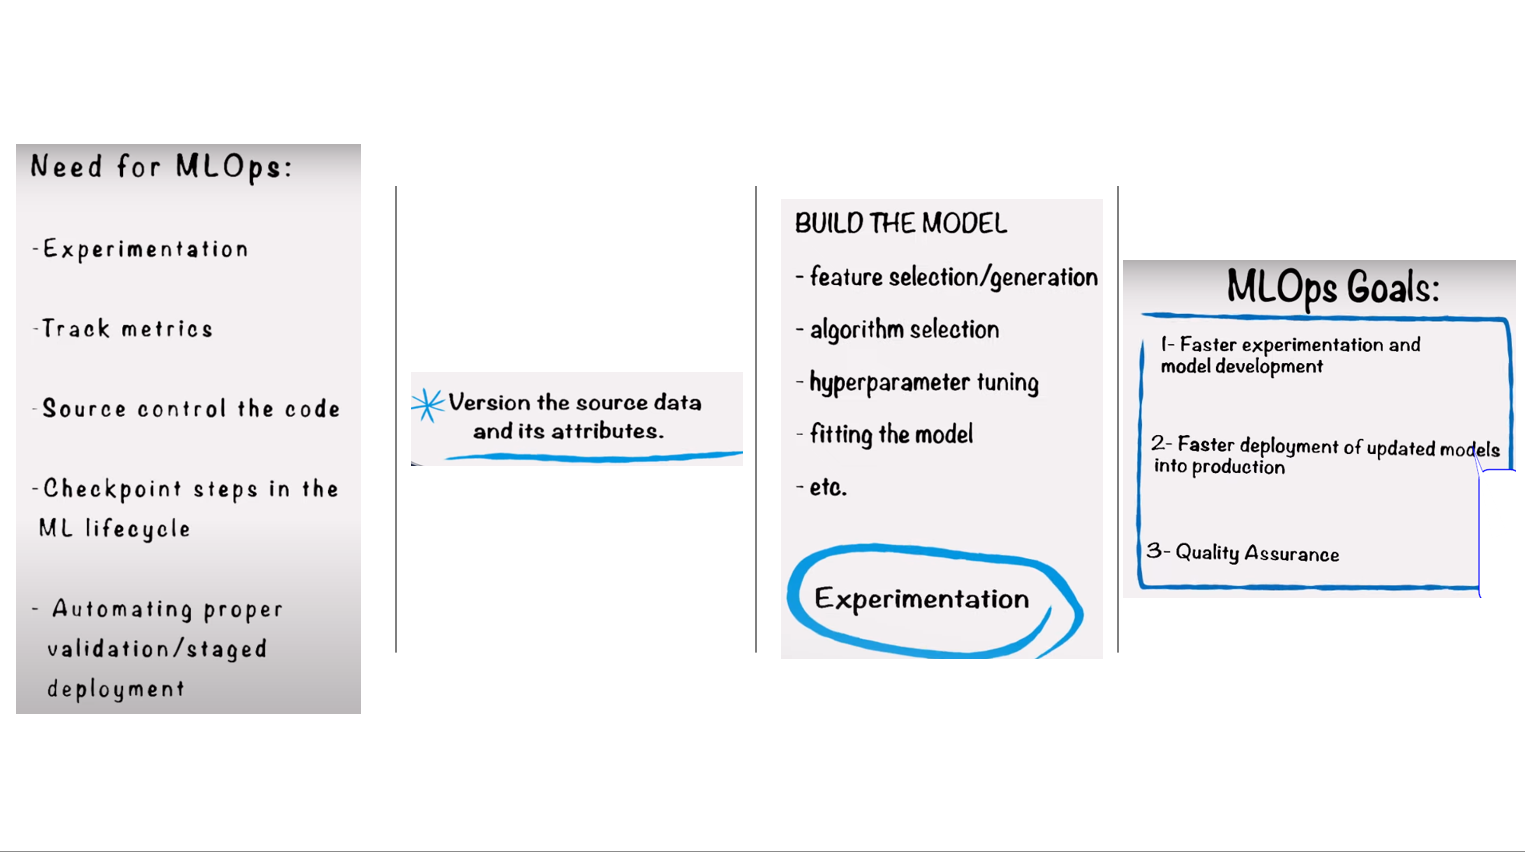 Need for MLOps:
-Experimentation
-Track metrics
-Source control the code
-Checkpoint steps in the
ML lifecycle
- Automating proper
validation/staged
deployment
Version the source data
and its attributes.
BUILD THE MODEL
- feature selection/generation
- algorithm selection
- hyperparameter tuning
- fitting the model
- etc.
Experimentation
MLOps Goals:
1- Faster experimentation and
model development
2- Faster deployment of updated models
into production
3- Quality Assurance